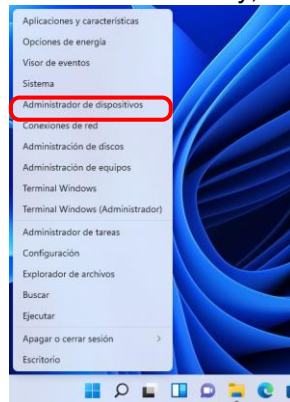 Aplicaciones y características
Opciones de energía
Visor de eventos
Sistema
Administrador de dispositivos
Conexiones de red
Administración de discos
Administración de equipos
Terminal Windows
Terminal Windows (Administrador)
Administrador de tareas
Configuración
Explorador de archivos
Buscar
Ejecutar
Apagar o cerrar sesión
Escritorio